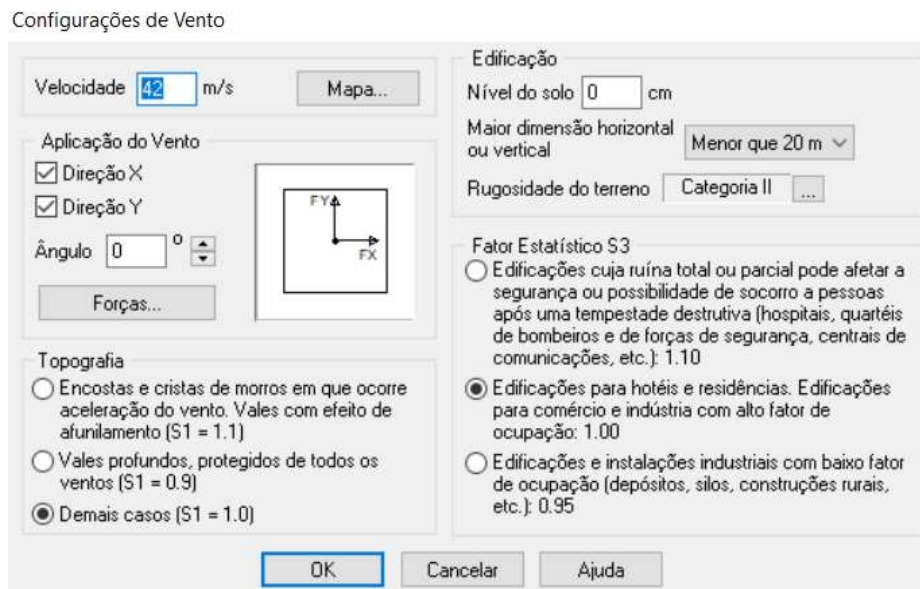 Configurações de Vento
Velocidade 42 m/s Mapa...
Aplicação do Vento
Direção X
Direção Y
Ângulo 0 º
Forças...
FY
FX
Topografia
Encostas e cristas de morros em que ocorre
aceleração do vento. Vales com efeito de
afunilamento (S1 = 1.1)
Vales profundos, protegidos de todos os
ventos (S1 = 0.9)
Demais casos (S1 = 1.0)
Edificação
Nível do solo 0 cm
Maior dimensão horizontal
ou vertical
Menor que 20 m
Rugosidade do terreno Categoria II ...
Fator Estatístico S3
Edificações cuja ruína total ou parcial pode afetar a
segurança ou possibilidade de socorro a pessoas
após uma tempestade destrutiva (hospitais, quartéis
de bombeiros e de forças de segurança, centrais de
comunicações, etc.): 1.10
Edificações para hotéis e residências. Edificações
para comércio e indústria com alto fator de
ocupação: 1.00
Edificações e instalações industriais com baixo fator
de ocupação (depósitos, silos, construções rurais,
etc.): 0.95
OK Cancelar Ajuda